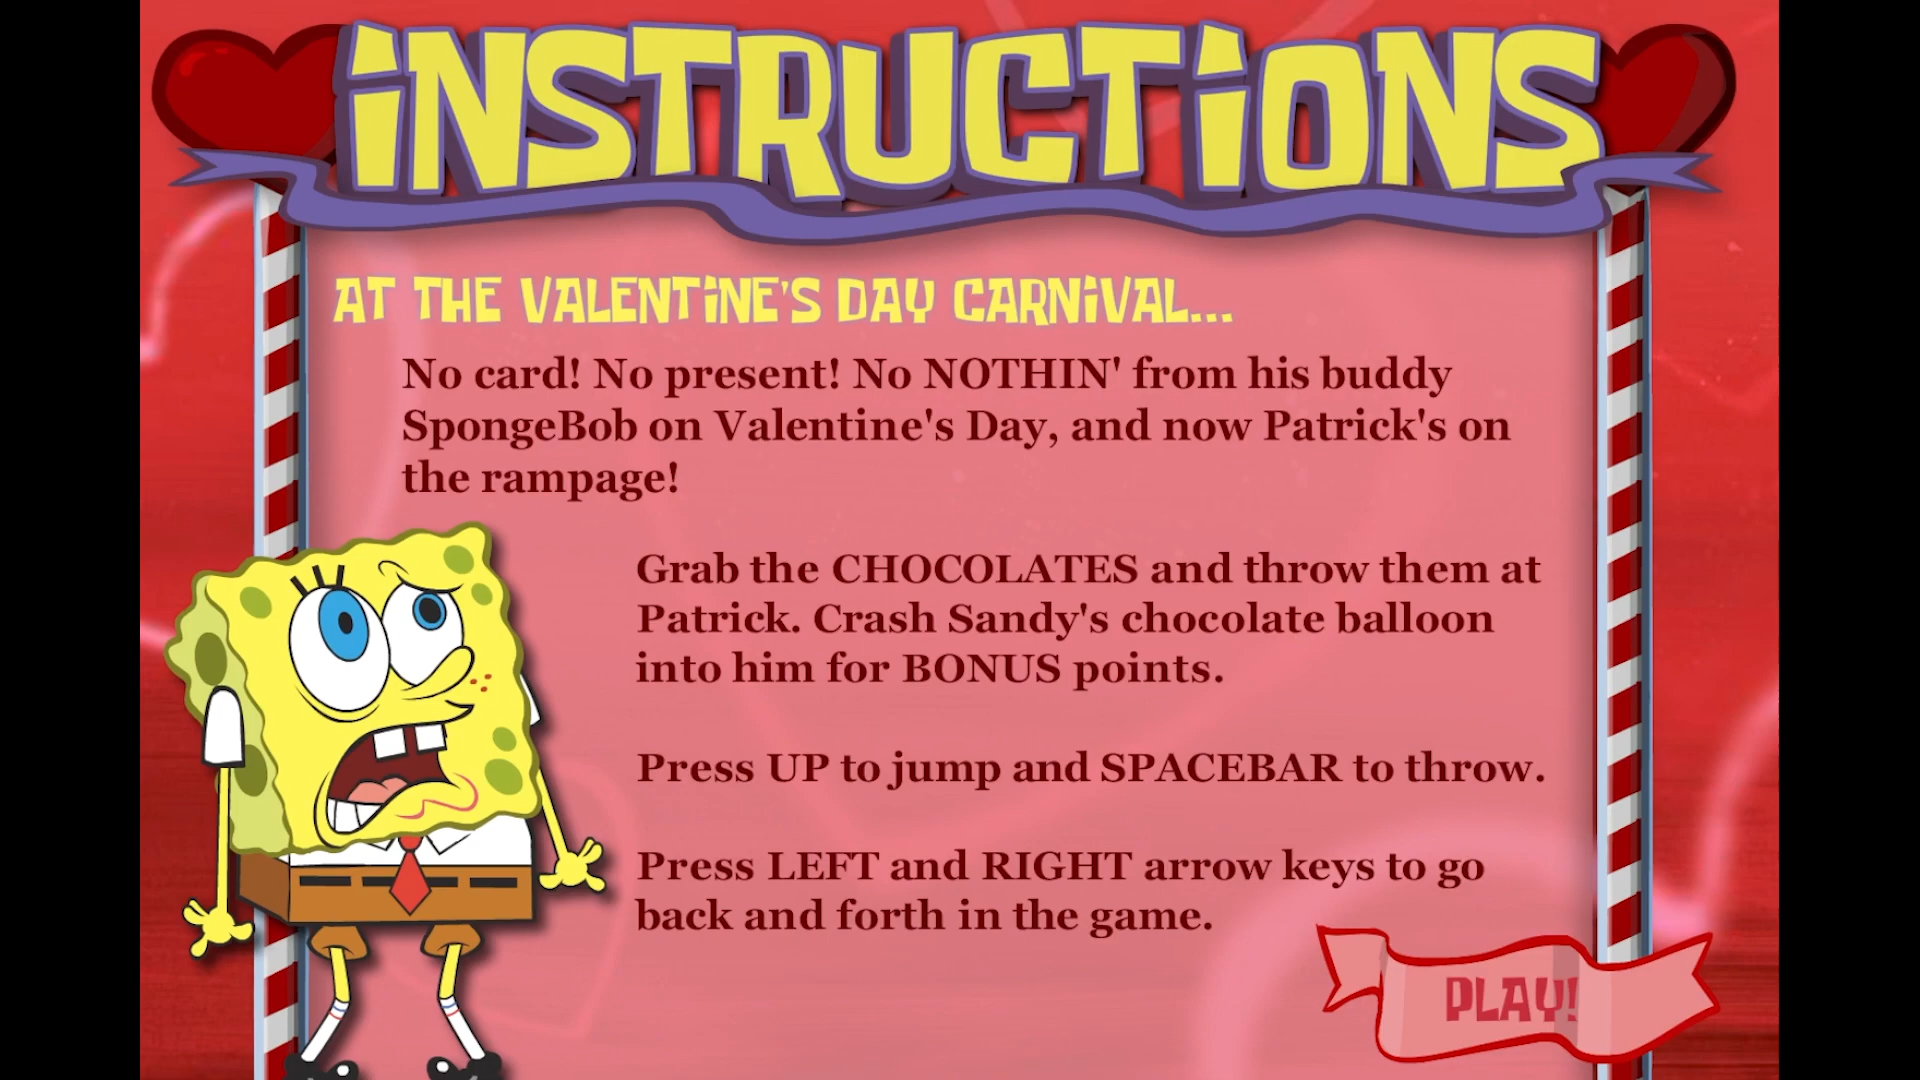 INSTRUCTIONS
AT THE VALENTINE'S DAY CARNIVAL...
No card! No present! No NOTHIN' from his buddy
SpongeBob on Valentine's Day, and now Patrick's on
the rampage!
Grab the CHOCOLATES and throw them at
Patrick. Crash Sandy's chocolate balloon
into him for BONUS points.
Press UP to jump and SPACEBAR to throw.
Press LEFT and RIGHT arrow keys to go
back and forth in the game.
PLAY!